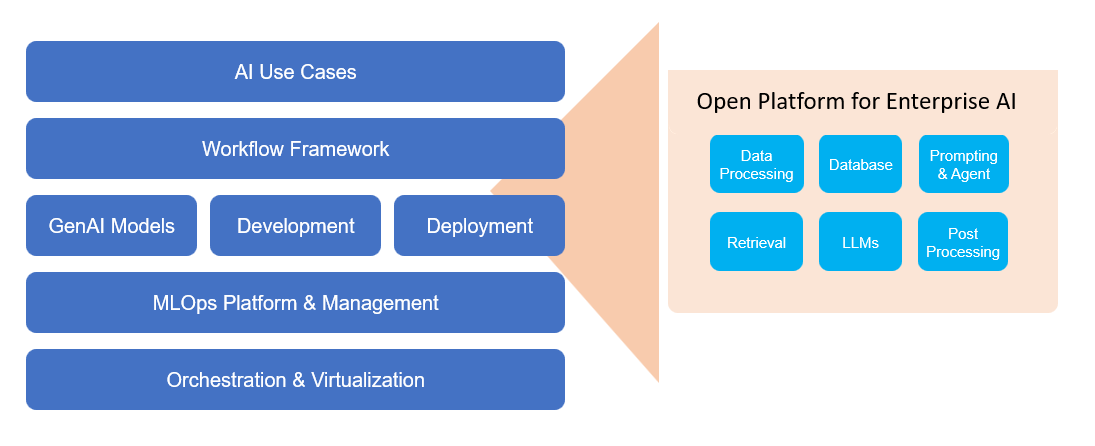 AI Use Cases
Workflow Framework
GenAI Models
Development
Deployment
MLOps Platform & Management
Orchestration & Virtualization
Open Platform for Enterprise AI
Data
Processing
Database
Prompting
& Agent
Retrieval
LLMs
Post
Processing